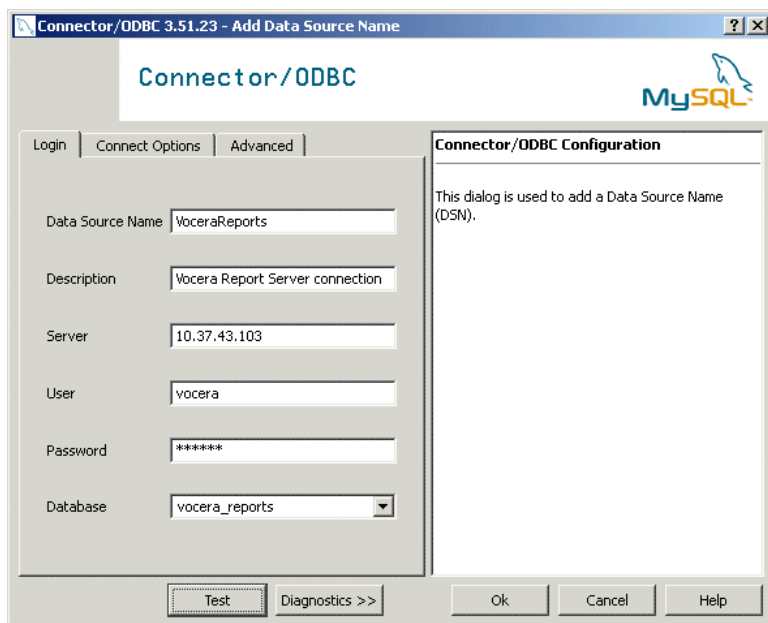 Connector/ODBC 3.51.23 - Add Data Source Name
Connector/ODBC
MySQL
Login
Connect Options
Advanced
Data Source Name VoceraReports
Description Vocera Report Server connection
Server 10.37.43.103
User vocera
Password ******
Database vocera_reports
Connector/ODBC Configuration
This dialog is used to add a Data Source Name
(DSN).
Test
Diagnostics >>
Ok
Cancel
Help